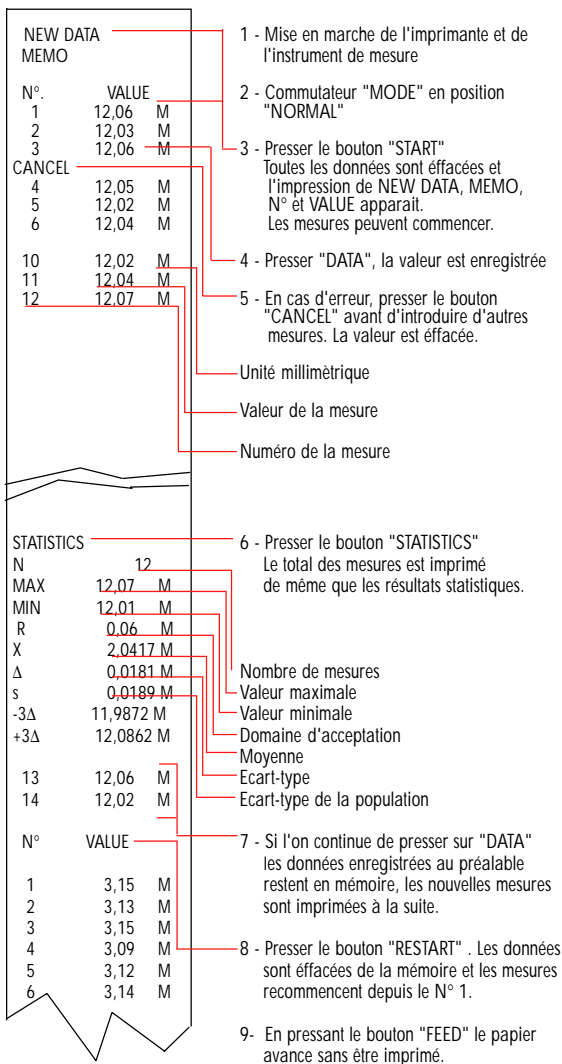 NEW DATA
MEMO
N°. VALUE
1 12,06 M
2 12,03 M
3 12,06 M
CANCEL
4 12,05 M
5 12,02 M
6 12,04 M
10 12,02 M
11 12,04 M
12 12,07 M
STATISTICS
N 12
MAX 12,07 M
MIN 12,01 M
R 0,06 M
X 2,0417 M
Δ 0,0181 M
s 0,0189 M
-3Δ 11,9872 M
+3Δ 12,0862 M
13 12,06 M
14 12,02 M
N° VALUE
1 3,15 M
2 3,13 M
3 3,15 M
4 3,09 M
5 3,12 M
6 3,14 M
1 - Mise en marche de l'imprimante et de
l'instrument de mesure
2 - Commutateur "MODE" en position
"NORMAL"
3 - Presser le bouton "START"
Toutes les données sont éffacées et
l'impression de NEW DATA, MEMO,
N° et VALUE apparait.
Les mesures peuvent commencer.
4 - Presser "DATA", la valeur est enregistrée
5 - En cas d'erreur, presser le bouton
"CANCEL" avant d'introduire d'autres
mesures. La valeur est éffacée.
Unité millimètrique
Valeur de la mesure
Numéro de la mesure
6 - Presser le bouton "STATISTICS"
Le total des mesures est imprimé
de même que les résultats statistiques.
Nombre de mesures
Valeur maximale
Valeur minimale
Domaine d'acceptation
Moyenne
Ecart-type
Ecart-type de la population
7 - Si l'on continue de presser sur "DATA"
les données enregistrées au préalable
restent en mémoire, les nouvelles mesures
sont imprimées à la suite.
8 - Presser le bouton "RESTART" . Les données
sont éffacées de la mémoire et les mesures
recommencent depuis le N° 1.
9- En pressant le bouton "FEED" le papier
avance sans être imprimé.